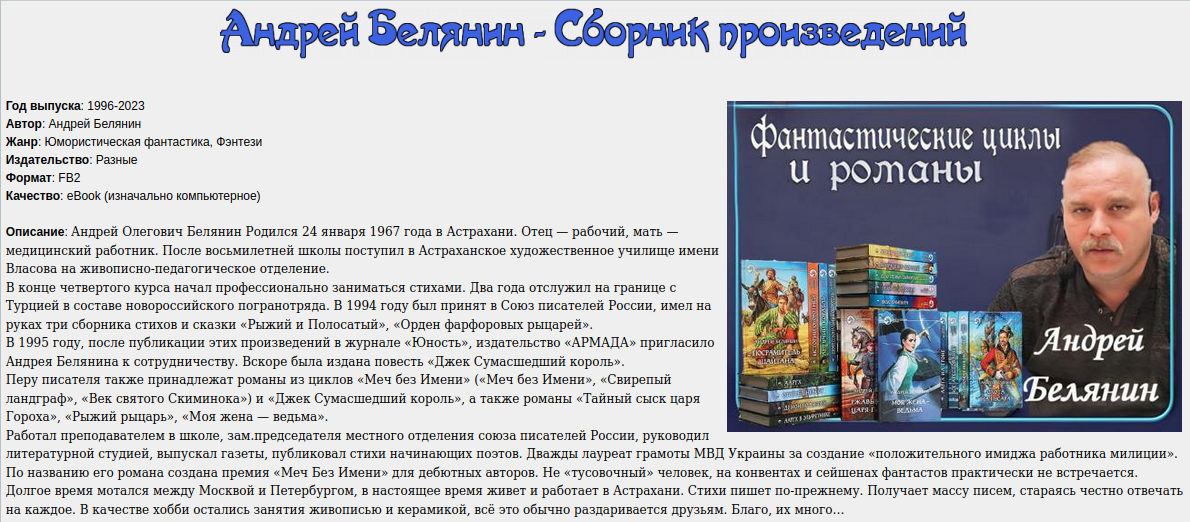 Андрей Белянин - Сборник произведений
Год выпуска: 1996-2023
Автор: Андрей Белянин
Жанр: Юмористическая фантастика, Фэнтези
Издательство: Разные
Формат: FB2
Качество: eBook (изначально компьютерное)
Описание: Андрей Олегович Белянин Родился 24 января 1967 года в Астрахани. Отец — рабочий, мать —
медицинский работник. После восьмилетней школы поступил в Астраханское художественное училище имени
Власова на живописно-педагогическое отделение.
В конце четвертого курса начал профессионально заниматься стихами. Два года отслужил на границе с
Турцией в составе новороссийского погранотряда. В 1994 году был принят в Союз писателей России, имел на
руках три сборника стихов и сказки «Рыжий и Полосатый», «Орден фарфоровых рыцарей».
В 1995 году, после публикации этих произведений в журнале «Юность», издательство «АРМАДА» пригласило
Андрея Белянина к сотрудничеству. Вскоре была издана повесть «Джек Сумасшедший король».
Перу писателя также принадлежат романы из циклов «Меч без Имени» («Меч без Имени», «Свирепый
ландграф», «Век святого Скиминока») и «Джек Сумасшедший король», а также романы «Тайный сыск царя
Гороха», «Рыжий рыцарь», «Моя жена — ведьма».
Работал преподавателем в школе, зам.председателя местного отделения союза писателей России, руководил
литературной студией, выпускал газеты, публиковал стихи начинающих поэтов. Дважды лауреат грамоты МВД Украины за создание «положительного имиджа работника милиции».
По названию его романа создана премия «Меч Без Имени» для дебютных авторов. Не «тусовочный» человек, на конвентах и сейшенах фантастов практически не встречается.
Долгое время мотался между Москвой и Петербургом, в настоящее время живет и работает в Астрахани. Стихи пишет по-прежнему. Получает массу писем, стараясь честно отвечать
на каждое. В качестве хобби остались занятия живописью и керамикой, всё это обычно раздаривается друзьям. Благо, их много...
Фантастические циклы
и романы
Андрей
Белянин
МОЯ ЖЕНА -
ВЕДЬМА